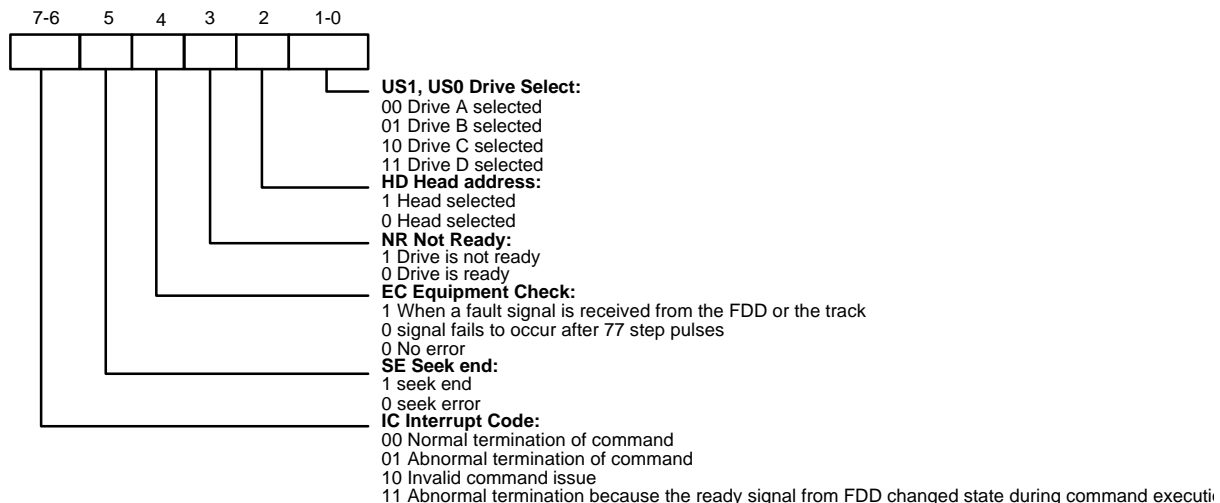 7-6 5 4 3 2 1-0
US1, US0 Drive Select:
00 Drive A selected
01 Drive B selected
10 Drive C selected
11 Drive D selected
HD Head address:
1 Head selected
0 Head selected
NR Not Ready:
1 Drive is not ready
0 Drive is ready
EC Equipment Check:
1 When a fault signal is received from the FDD or the track
0 signal fails to occur after 77 step pulses
0 No error
SE Seek end:
1 seek end
0 seek error
IC Interrupt Code:
00 Normal termination of command
01 Abnormal termination of command
10 Invalid command issue
11 Abnormal termination because the ready signal from FDD changed state during command